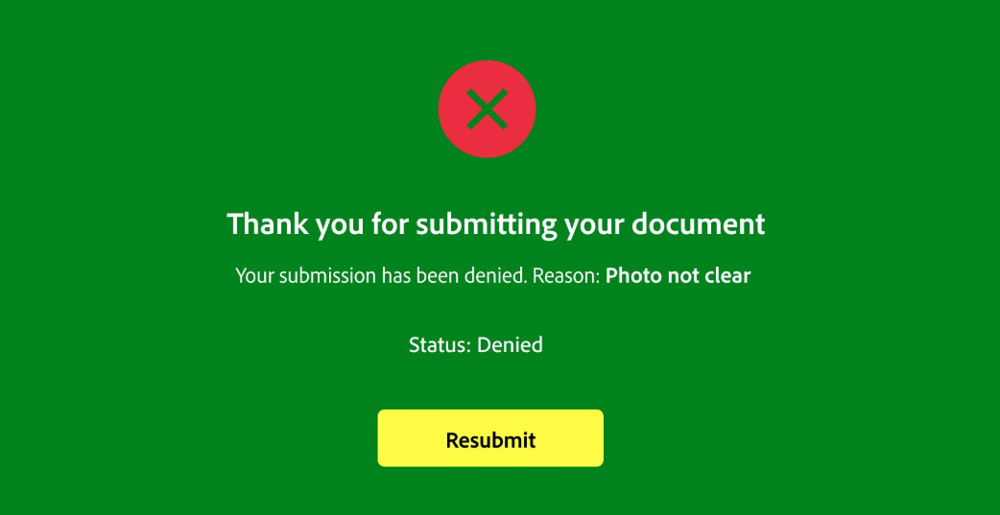 Thank you for submitting your document
Your submission has been denied. Reason: Photo not clear
Status: Denied
Resubmit